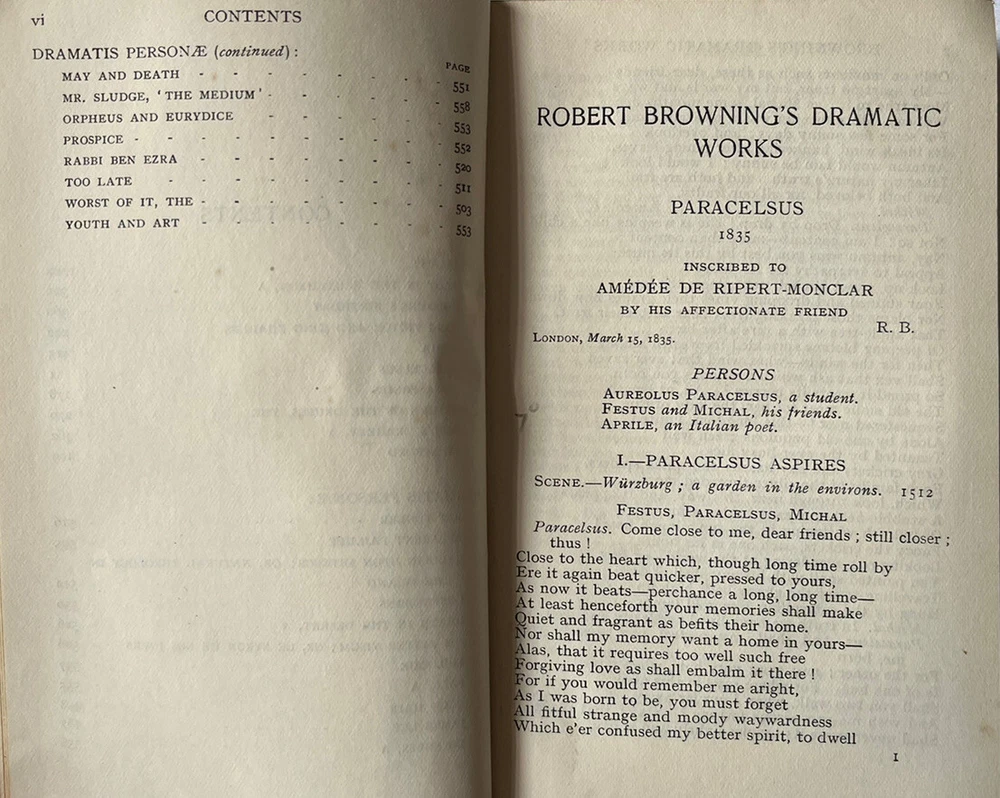 vi CONTENTS
DRAMATIS PERSONÆ (continued) :
PAGE
MAY AND DEATH - - - - - - - 551
MR. SLUDGE, ' THE MEDIUM ' - - - - - - 558
ORPHEUS AND EURYDICE - - - - - 553
PROSPICE - - - - - - - - 552
RABBI BEN EZRA - - - - - - - 520
TOO LATE - - - - - - - 511
WORST OF IT, THE - - - - - - - 503
YOUTH AND ART - - - - - - - 553
ROBERT BROWNING'S DRAMATIC
WORKS
PARACELSUS
1835
INSCRIBED TO
AMÉDÉE DE RIPERT-MONCLAR
BY HIS AFFECTIONATE FRIEND
R. B.
LONDON, March 15, 1835.
PERSONS
AUREOLUS PARACELSUS, a student.
FESTUS and MICHAL, his friends.
APRILE, an Italian poet.
I.—PARACELSUS ASPIRES
SCENE.—Würzburg ; a garden in the environs. 1512
FESTUS, PARACELSUS, MICHAL
Paracelsus. Come close to me, dear friends ; still closer ;
thus !
Close to the heart which, though long time roll by
Ere it again beat quicker, pressed to yours,
As now it beats—perchance a long, long time—
At least henceforth your memories shall make
Quiet and fragrant as befits their home.
Nor shall my memory want a home in yours—
Alas, that it requires too well such free
Forgiving love as shall embalm it there !
For if you would remember me aright,
As I was born to be, you must forget
All fitful strange and moody waywardness
Which e'er confused my better spirit, to dwell
1